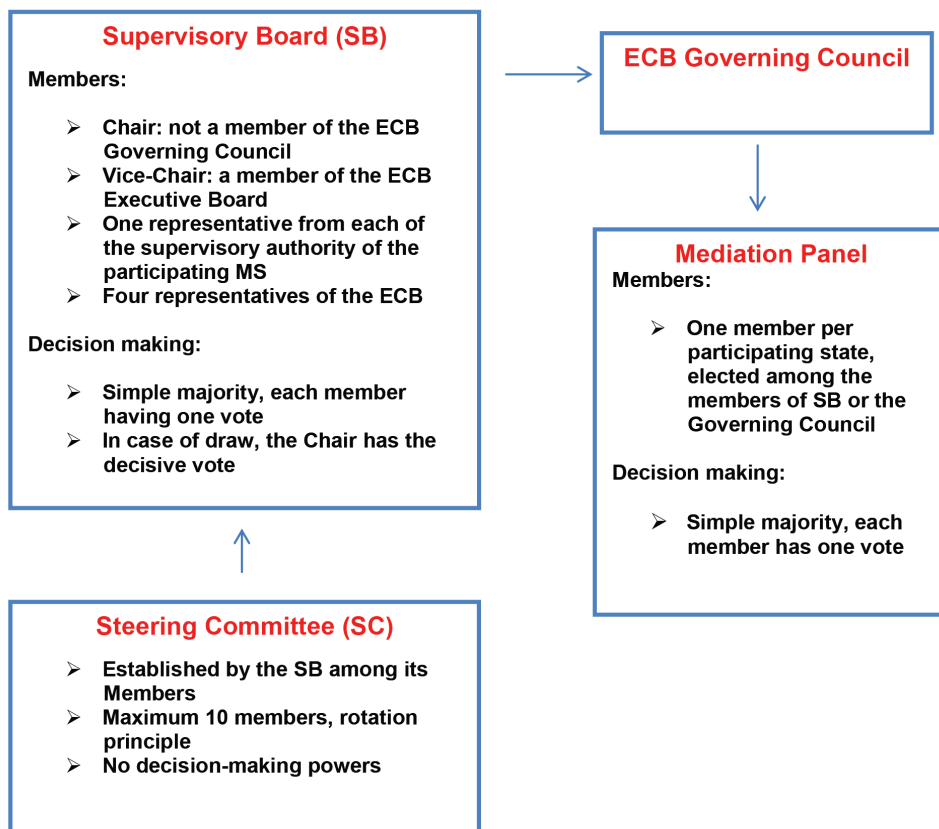 Supervisory Board (SB)
Members:
➢ Chair: not a member of the ECB
Governing Council
➢ Vice-Chair: a member of the ECB
Executive Board
➢ One representative from each of
the supervisory authority of the
participating MS
➢ Four representatives of the ECB
Decision making:
➢ Simple majority, each member
having one vote
➢ In case of draw, the Chair has the
decisive vote
ECB Governing Council
Mediation Panel
Members:
➢ One member per
participating state,
elected among the
members of SB or the
Governing Council
Decision making:
➢ Simple majority, each
member has one vote
Steering Committee (SC)
➢ Established by the SB among its
Members
➢ Maximum 10 members, rotation
principle
➢ No decision-making powers